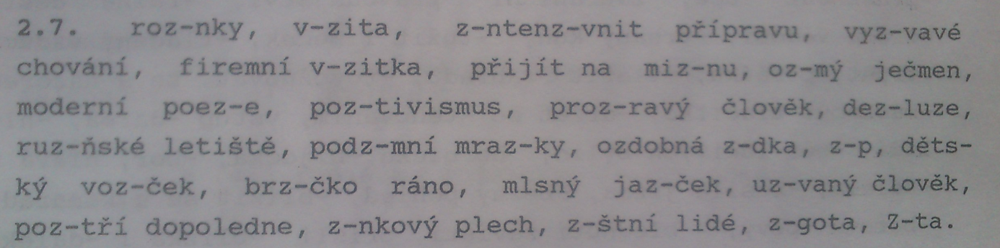 2.7. roz-nky, v-zita, z-ntenz-vnit přípravu, vyz-vavé
chování, firemní v-zitka, přijít na miz-nu, oz-mý ječmen,
moderní poez-e, poz-tivismus, proz-ravý člověk, dez-luze,
ruz-ňské letiště, podz-mní mraz-ky, ozdobná z-dka, z-p, děts-
ký voz-ček, brz-čko ráno, mlsný jaz-ček, uz-vaný člověk,
poz-tří dopoledne, z-nkový plech, z-štní lidé, z-gota, Z-ta.